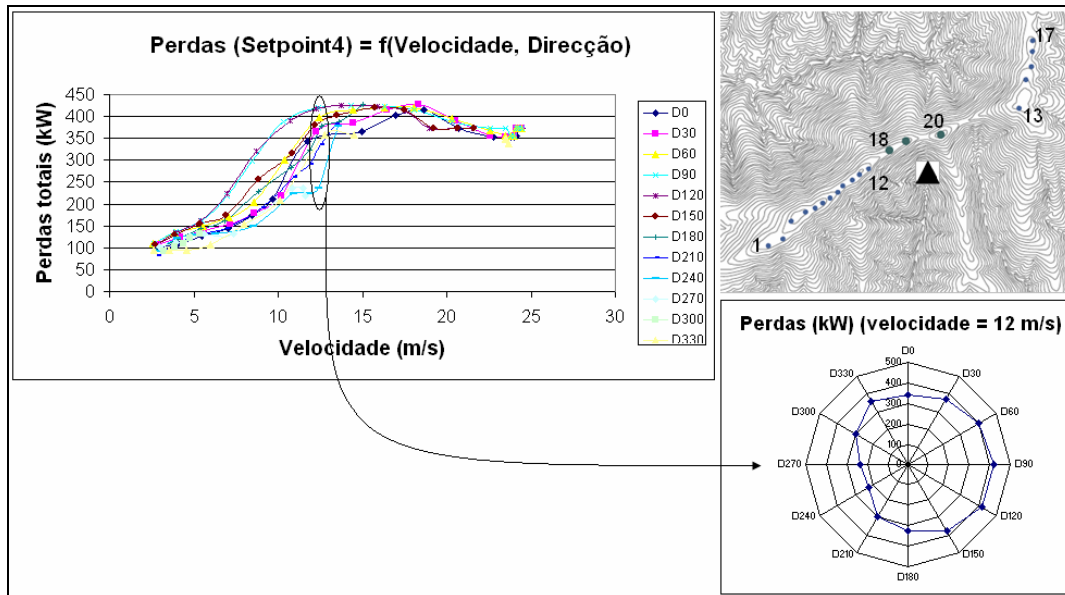 Perdas (Setpoint4) = f(Velocidade, Direcção)
Perdas totais (kW)
450
400
350
300
250
200
150
100
50
0
0 5 10 15 20 25 30
Velocidade (m/s)
D0
D30
D60
D90
D120
D150
D180
D210
D240
D270
D300
D330
17
13
20
18
12
1
Perdas (kW) (velocidade = 12 m/s)
D0
D30
D60
D90
D120
D150
D180
D210
D240
D270
D300
D330
500
400
300
200
100
0